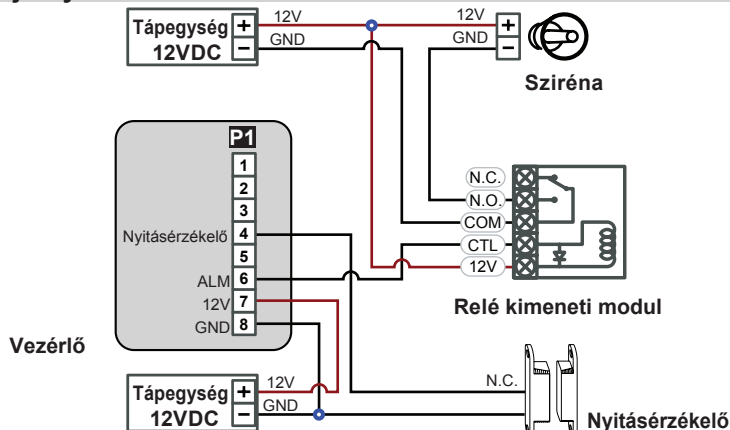 Tápegység
12VDC
+
−
12V
GND
12V
GND
+
−
Sziréna
P1
1
2
3
4
5
6
7
8
Nyitásérzékelő
ALM
12V
GND
Vezérlő
N.C.
N.O.
COM
CTL
12V
Relé kimeneti modul
Tápegység
12VDC
+
−
12V
GND
N.C.
Nyitásérzékelő